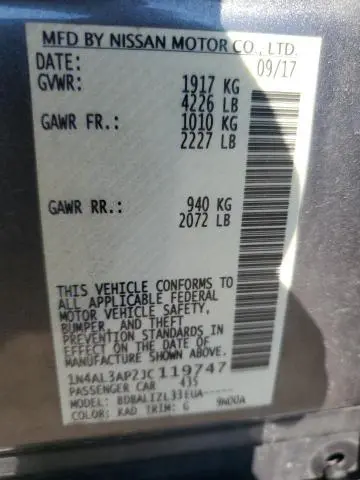 MFD BY NISSAN MOTOR CO., LTD.
DATE: 09/17
GVWR: 1917 KG
4226 LB
GAWR FR.: 1010 KG
2227 LB
GAWR RR.: 940 KG
2072 LB
THIS VEHICLE CONFORMS TO
ALL APPLICABLE FEDERAL
MOTOR VEHICLE SAFETY,
BUMPER, AND THEFT
PREVENTION STANDARDS
IN EFFECT ON THE DATE OF
MANUFACTURE SHOWN ABOVE.
1N4AL3AP2JC119747
PASSENGER CAR 435
MODEL: BDBALIZL33EUA-----
COLOR: KAD TRIM: G 9N00A